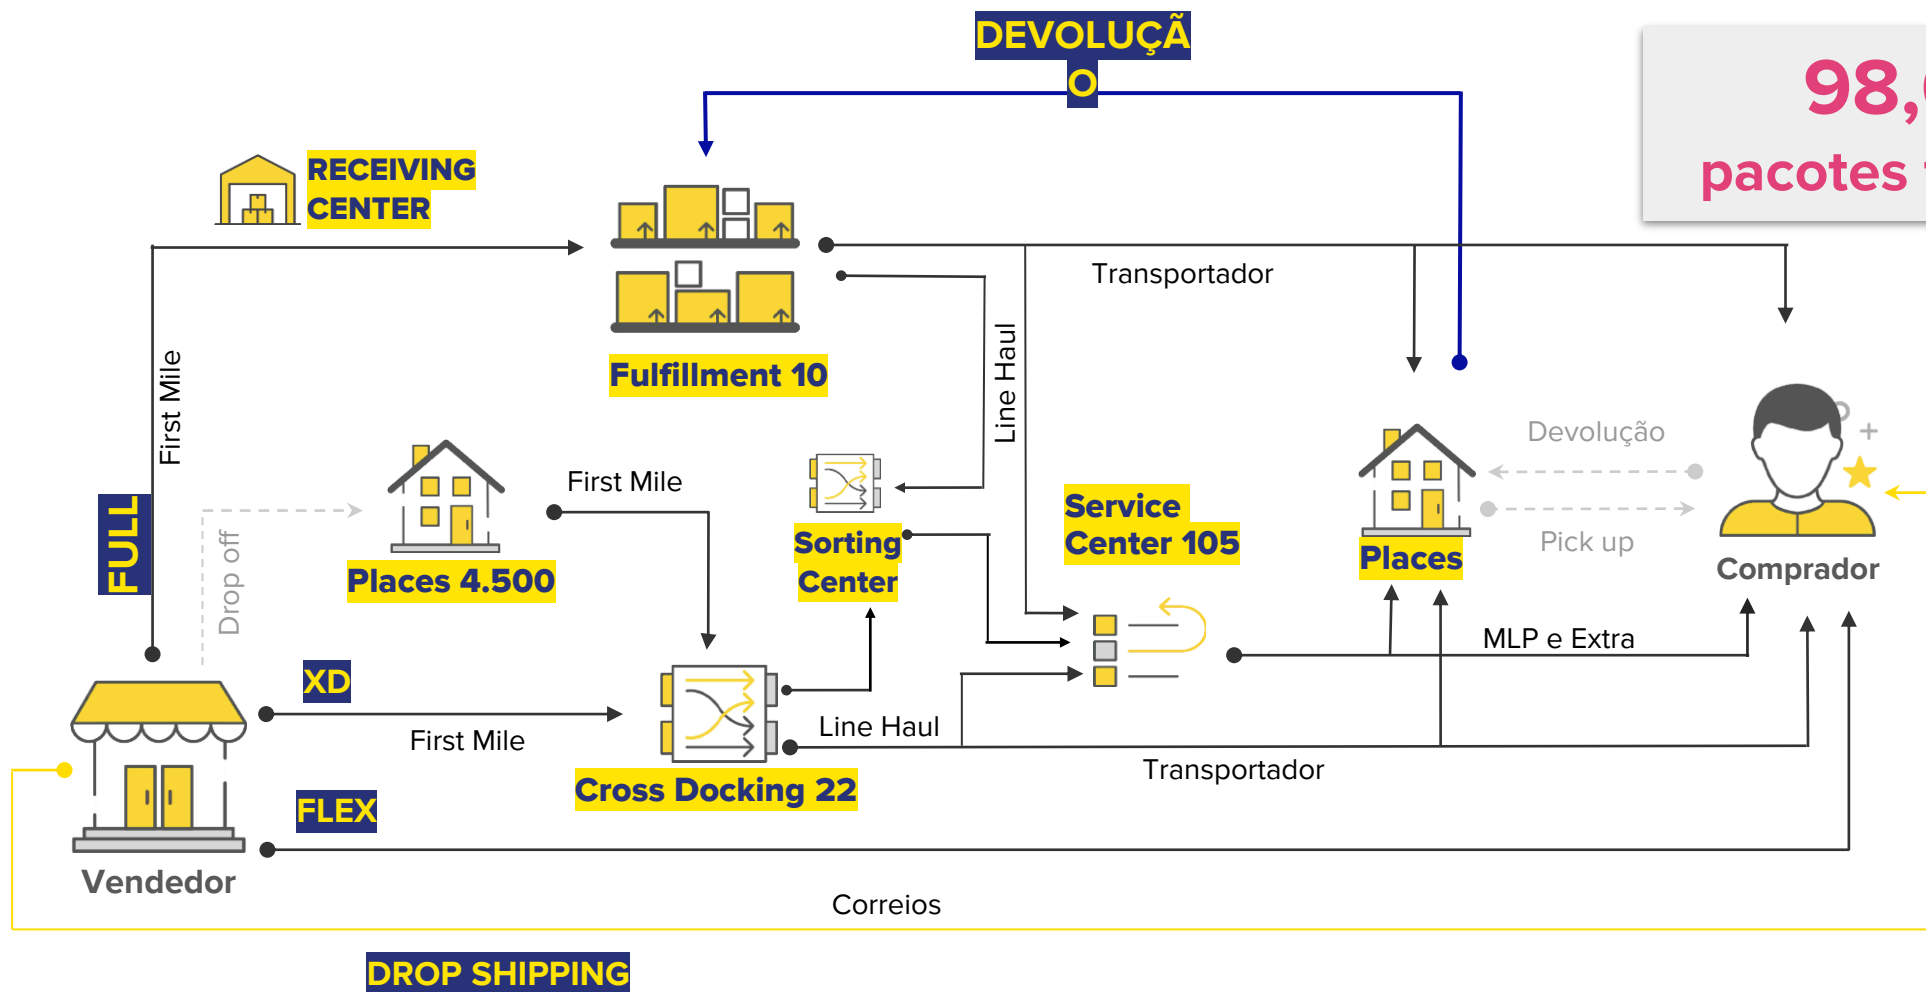 DEVOLUÇÃ
O
98,
pacotes
RECEIVING
CENTER
Transportador
First Mile
Line Haul
Fulfillment 10
Devolução
First Mile
Service
Center 105
FULL
Drop off
Sorting
Center
Pick up
Places
Places 4.500
Comprador
MLP e Extra
XD
First Mile
Line Haul
Transportador
Cross Docking 22
FLEX
Vendedor
Correios
DROP SHIPPING